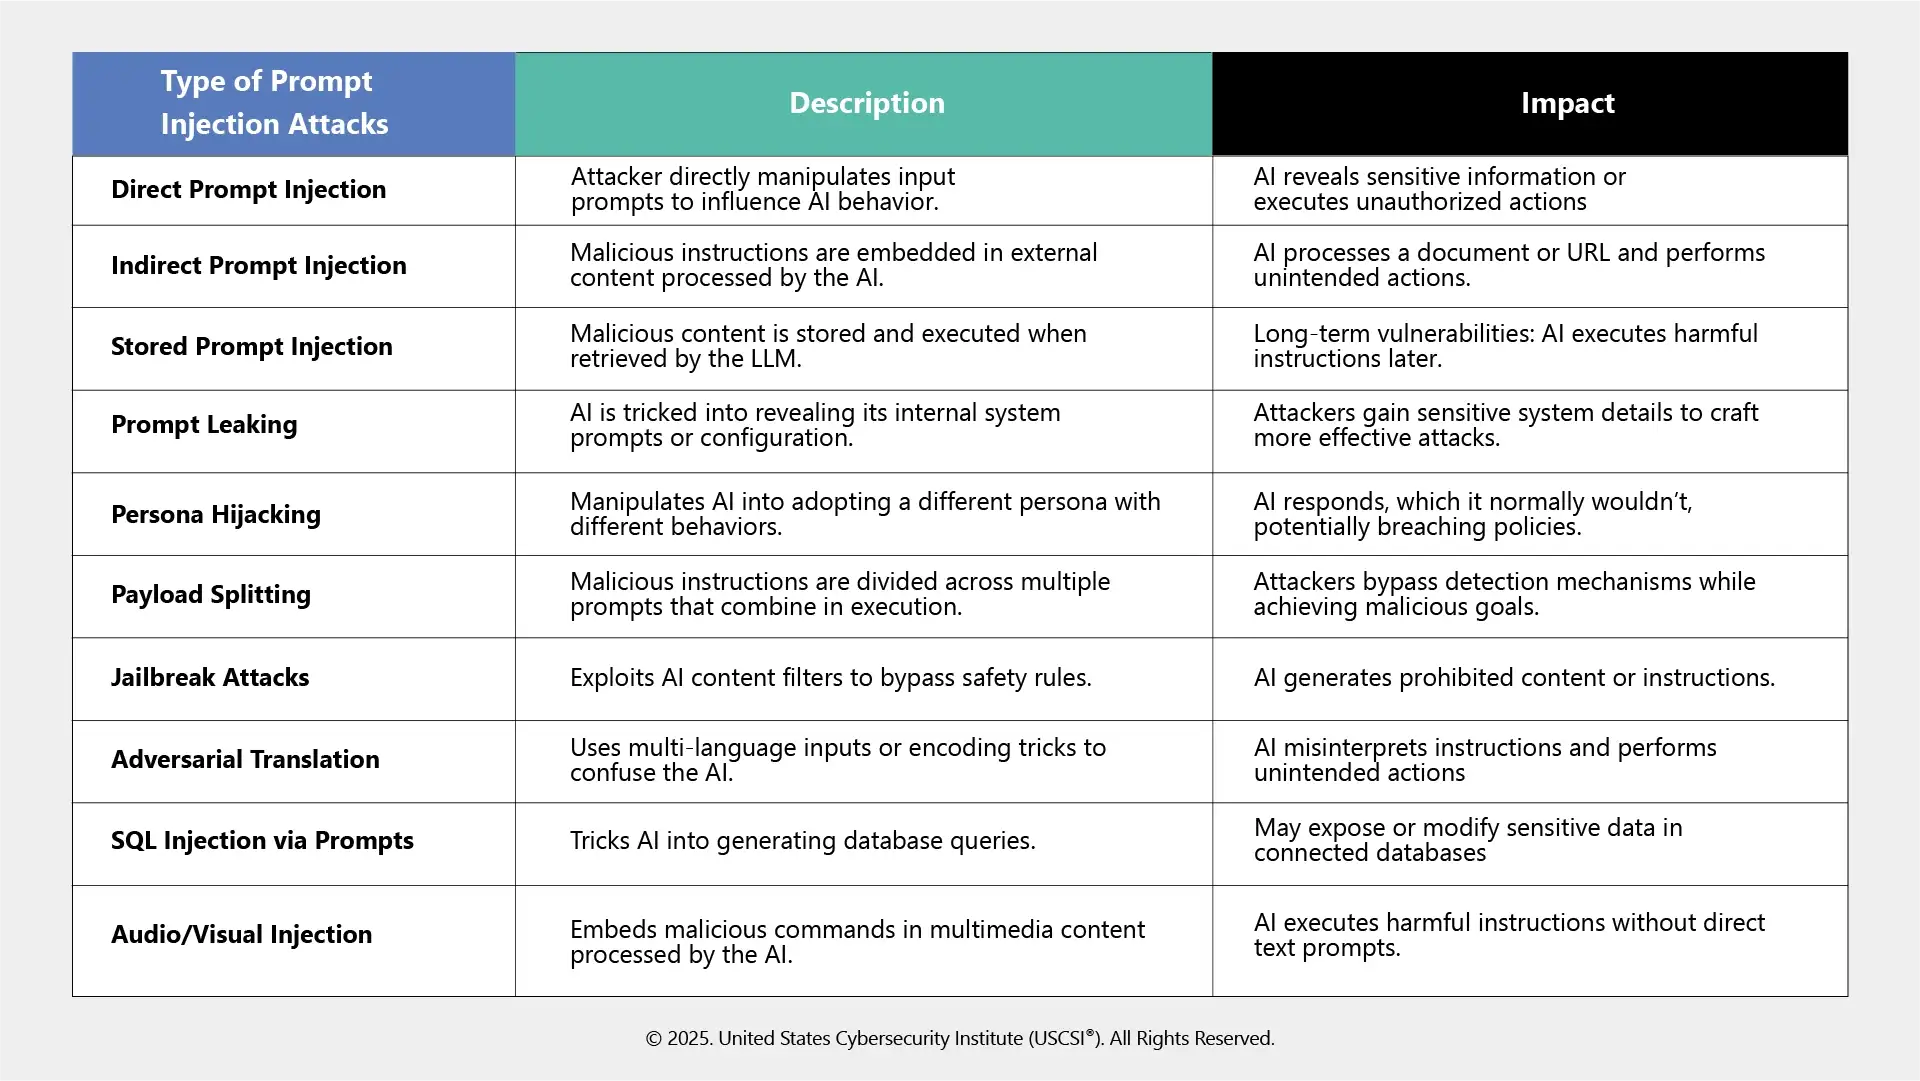 Type of Prompt
Injection Attacks
Description
Impact
Direct Prompt Injection
Attacker directly manipulates input
prompts to influence AI behavior.
AI reveals sensitive information or
executes unauthorized actions
Indirect Prompt Injection
Malicious instructions are embedded in external
content processed by the AI.
AI processes a document or URL and performs
unintended actions.
Stored Prompt Injection
Malicious content is stored and executed when
retrieved by the LLM.
Long-term vulnerabilities: AI executes harmful
instructions later.
Prompt Leaking
AI is tricked into revealing its internal system
prompts or configuration.
Attackers gain sensitive system details to craft
more effective attacks.
Persona Hijacking
Manipulates AI into adopting a different persona with
different behaviors.
AI responds, which it normally wouldn’t,
potentially breaching policies.
Payload Splitting
Malicious instructions are divided across multiple
prompts that combine in execution.
Attackers bypass detection mechanisms while
achieving malicious goals.
Jailbreak Attacks
Exploits AI content filters to bypass safety rules.
AI generates prohibited content or instructions.
Adversarial Translation
Uses multi-language inputs or encoding tricks to
confuse the AI.
AI misinterprets instructions and performs
unintended actions
SQL Injection via Prompts
Tricks AI into generating database queries.
May expose or modify sensitive data in
connected databases
Audio/Visual Injection
Embeds malicious commands in multimedia content
processed by the AI.
AI executes harmful instructions without direct
text prompts.
© 2025. United States Cybersecurity Institute (USCSI®). All Rights Reserved.